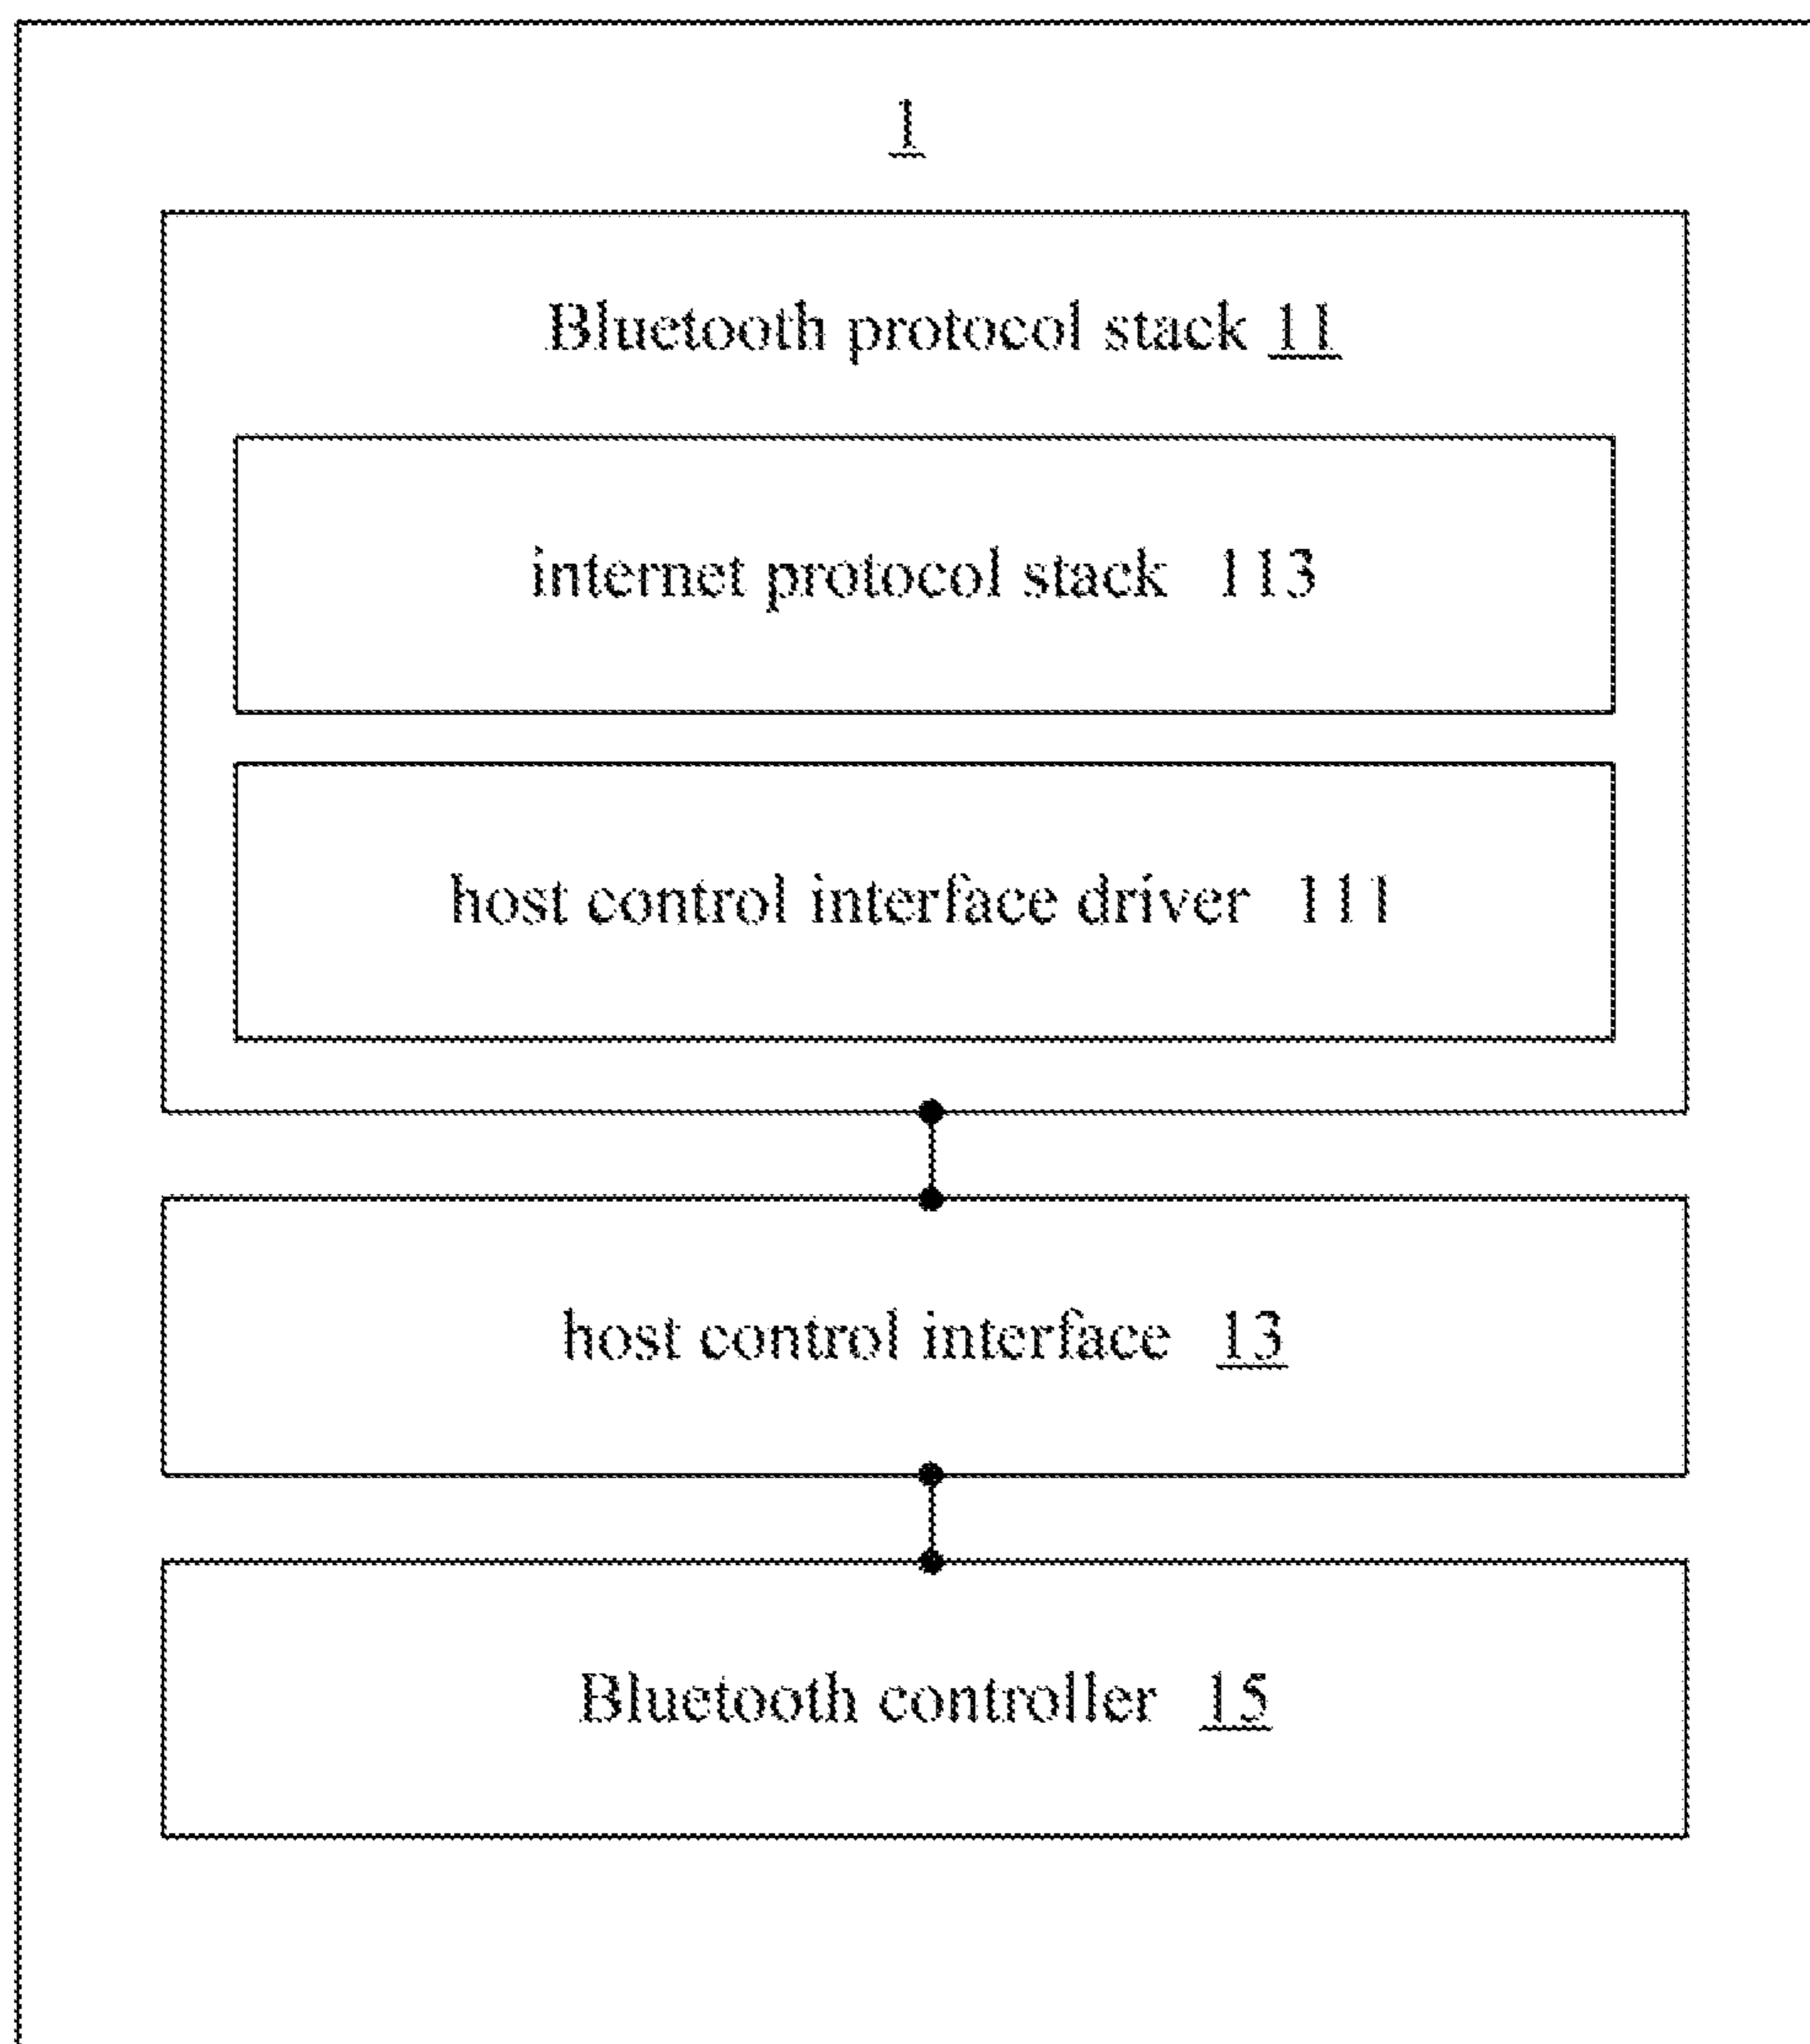 1
Bluetooth protocol stack 11
internet protocol stack 113
host control interface driver 111
host control interface 13
Bluetooth controller 15